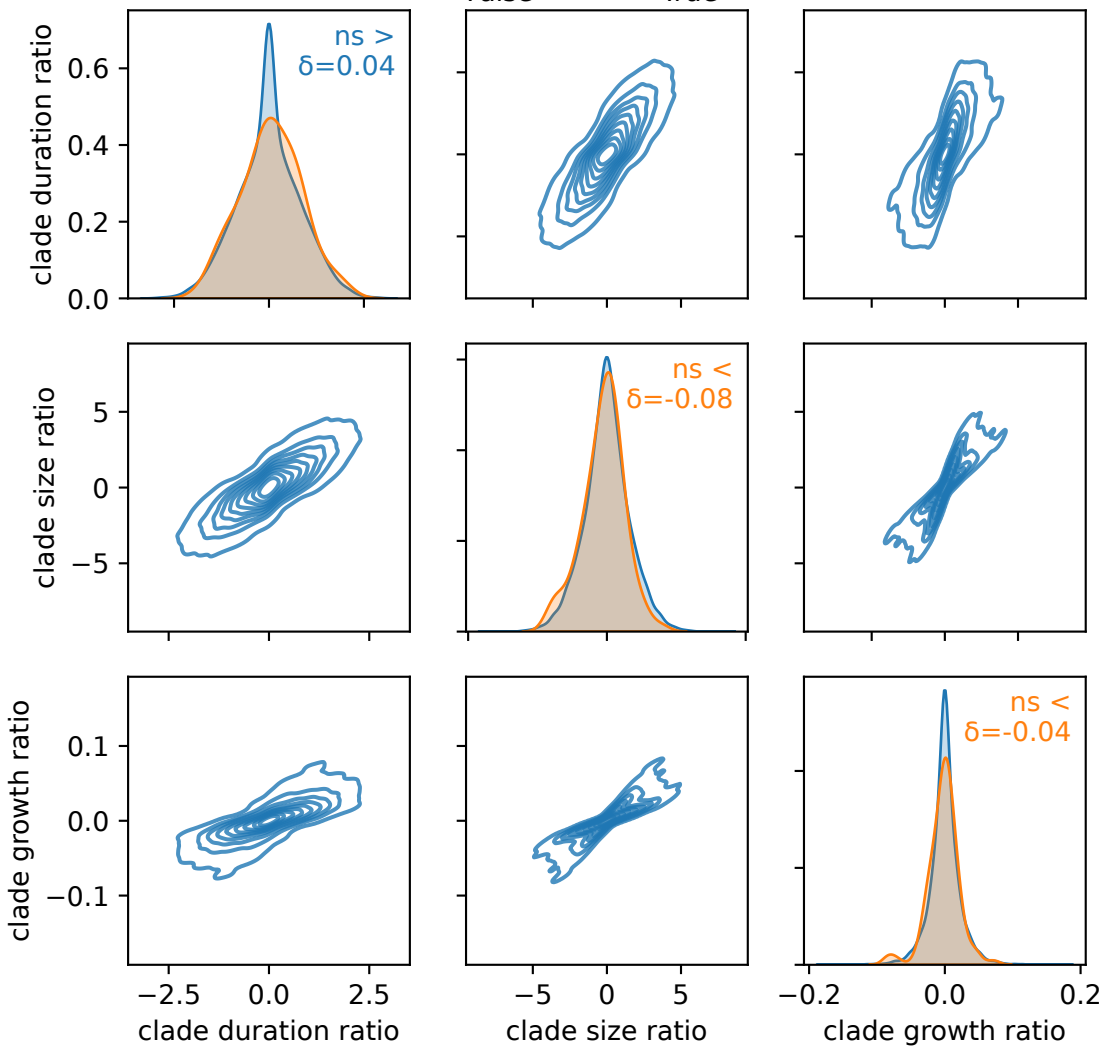 ns >
δ=0.04
clade duration ratio
0.6
0.4
0.2
0.0
ns <
δ=-0.08
clade size ratio
5
0
−5
ns <
δ=-0.04
clade growth ratio
0.1
0.0
−0.1
−2.5 0.0 2.5
−5 0 5
−0.2 0.0 0.2
clade duration ratio
clade size ratio
clade growth ratio